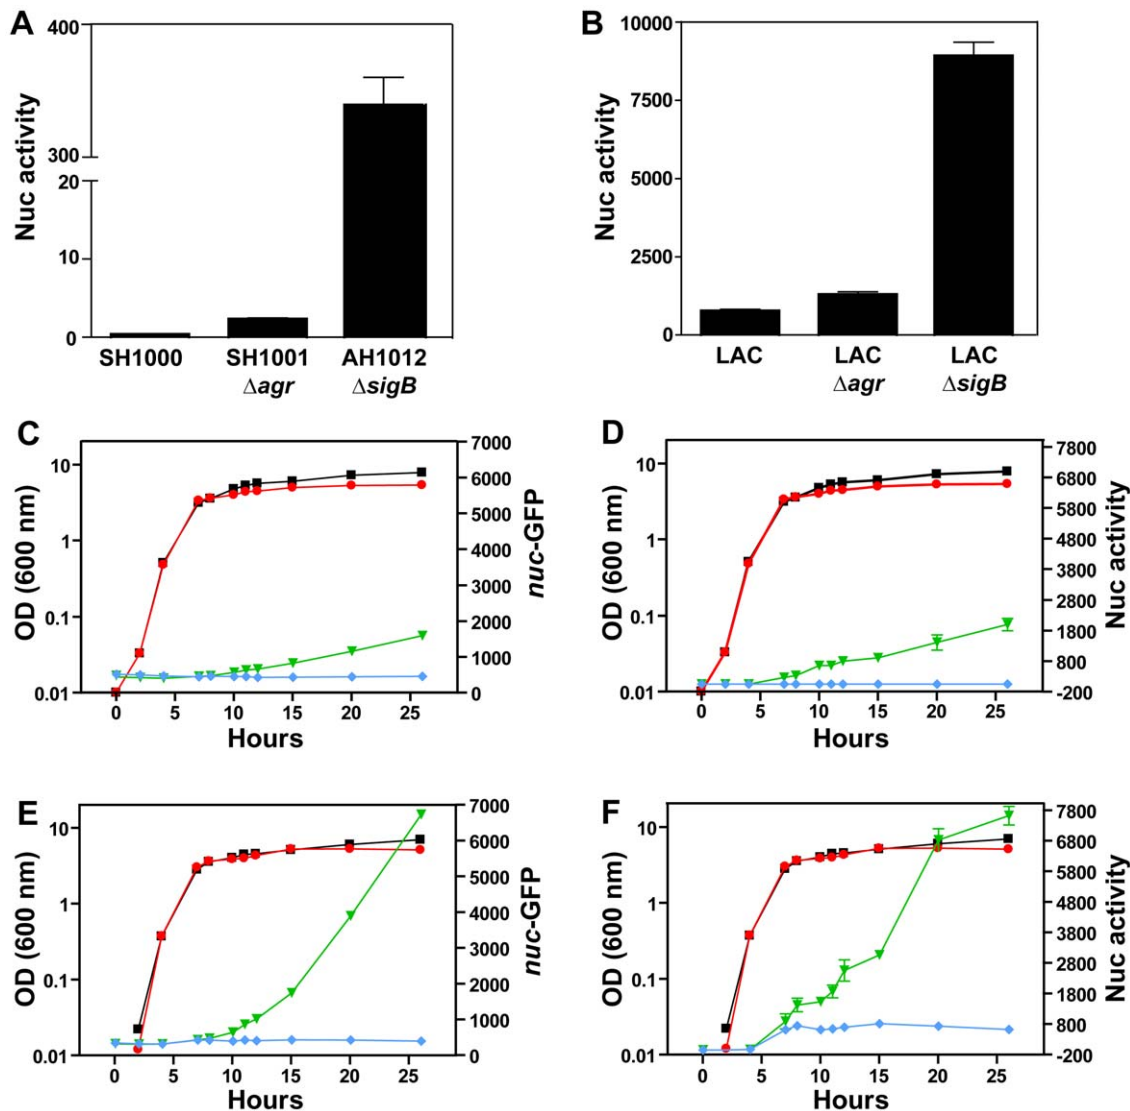 A
Nuc activity
400
300
20
10
0
SH1000
SH1001
Δagr
AH1012
ΔsigB
B
Nuc activity
10000
7500
5000
2500
0
LAC
LAC
Δagr
LAC
ΔsigB
C
OD (600 nm)
10
1
0.1
0.01
0 5 10 15 20 25
Hours
7000
6000
5000
4000
3000
2000
1000
0
nuc-GFP
D
OD (600 nm)
10
1
0.1
0.01
0 5 10 15 20 25
Hours
7800
6800
5800
4800
3800
2800
1800
800
-200
Nuc activity
E
OD (600 nm)
10
1
0.1
0.01
0 5 10 15 20 25
Hours
7000
6000
5000
4000
3000
2000
1000
0
nuc-GFP
F
OD (600 nm)
10
1
0.1
0.01
0 5 10 15 20 25
Hours
7800
6800
5800
4800
3800
2800
1800
800
-200
Nuc activity